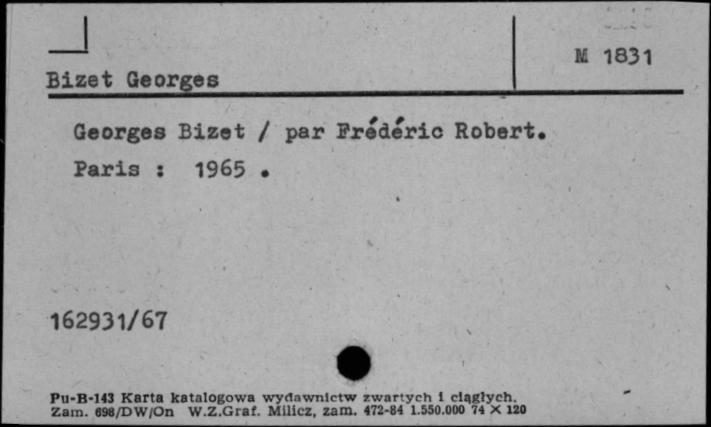 M 1831
Bizet Georges
Georges Bizet / par Frédéric Robert.
Paris : 1965 .
162931/67
Pu-B-143 Karta katalogowa wydawnictw zwartych i ciągłych.
Zam. 698/DW/On W.Z.Graf. Milicz, zam. 472-84 1.550.000 74 X 120